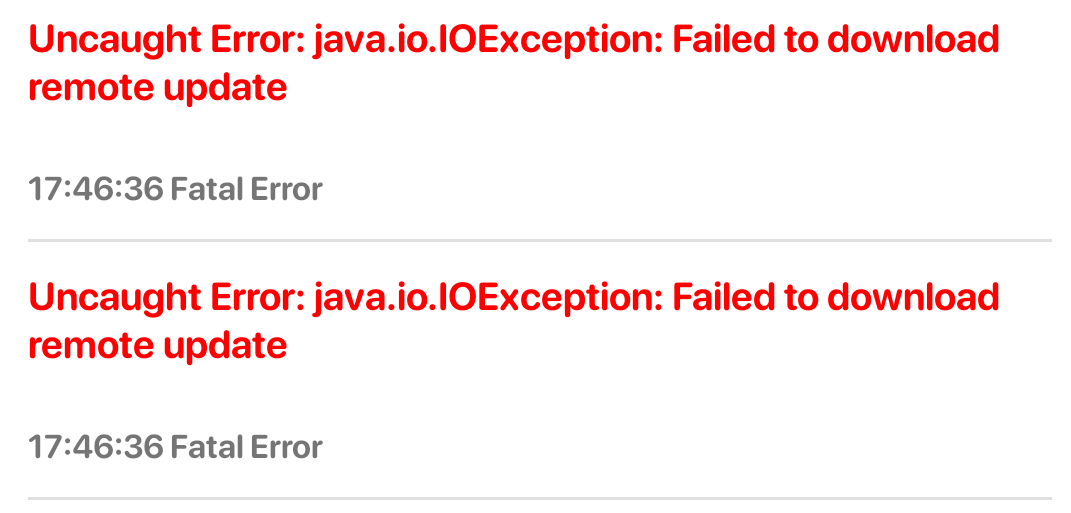 Uncaught Error: java.io.IOException: Failed to download
remote update
17:46:36 Fatal Error
Uncaught Error: java.io.IOException: Failed to download
remote update
17:46:36 Fatal Error